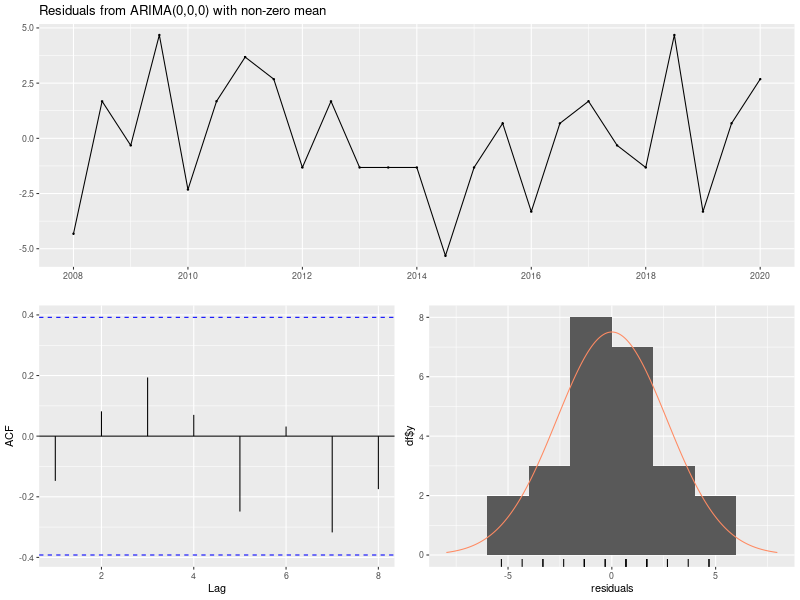 Residuals from ARIMA(0,0,0) with non-zero mean
5.0
2.5
0.0
-2.5
-5.0
2008 2010 2012 2014 2016 2018 2020
0.4
0.2
0.0
-0.2
-0.4
ACF
2 4 6 8
Lag
8
6
4
2
0
df$y
-5 0 5
residuals